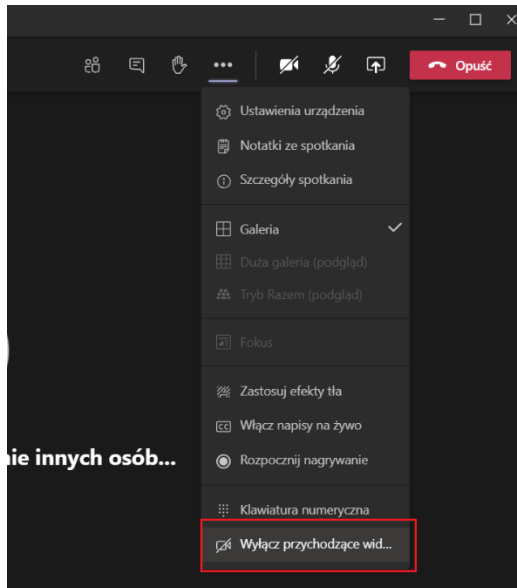 Opuść
Ustawienia urządzenia
Notatki ze spotkania
Szczegóły spotkania
Galeria
Duża galeria (podgląd)
Tryb Razem (podgląd)
Fokus
Zastosuj efekty tła
CC Włącz napisy na żywo
innych osób...
Rozpocznij nagrywanie
Klawiatura numeryczna
Wyłącz przychodzące wid...